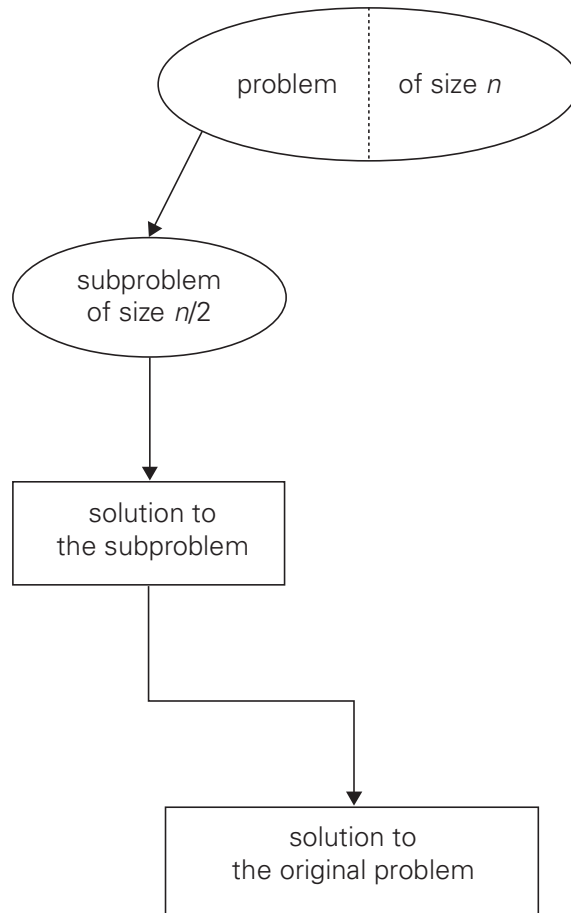 problem of size n
subproblem
of size n/2
solution to
the subproblem
solution to
the original problem